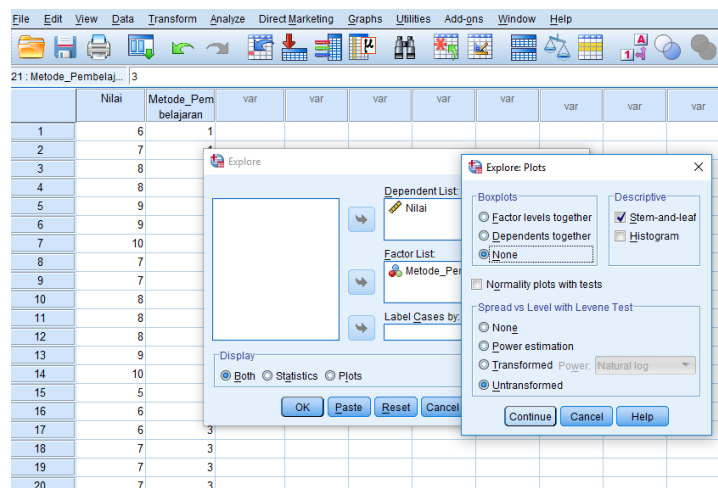 File Edit View Data Transform Analyze Direct Marketing Graphs Utilities Add-ons Window Help
21 : Metode_Pembelaj... 3
Nilai Metode_Pem belajaran var var var var var var var var
1 6 1
2 7
3 8
4 8
5 9
6 9
7 10
8 7
9 7
10 8
11 8
12 8
13 9
14 10
15 5
16 6
17 6 3
18 7 3
19 7 3
20 7 3
Explore
Dependent List:
Nilai
Factor List:
Metode_Per
Label Cases by:
Display
Both Statistics Plots
OK Paste Reset Cancel
Explore: Plots
Boxplots
Factor levels together
Dependents together
None
Descriptive
Stem-and-leaf
Histogram
Normality plots with tests
Spread vs Level with Levene Test
None
Power estimation
Transformed Power: Natural log
Untransformed
Continue Cancel Help